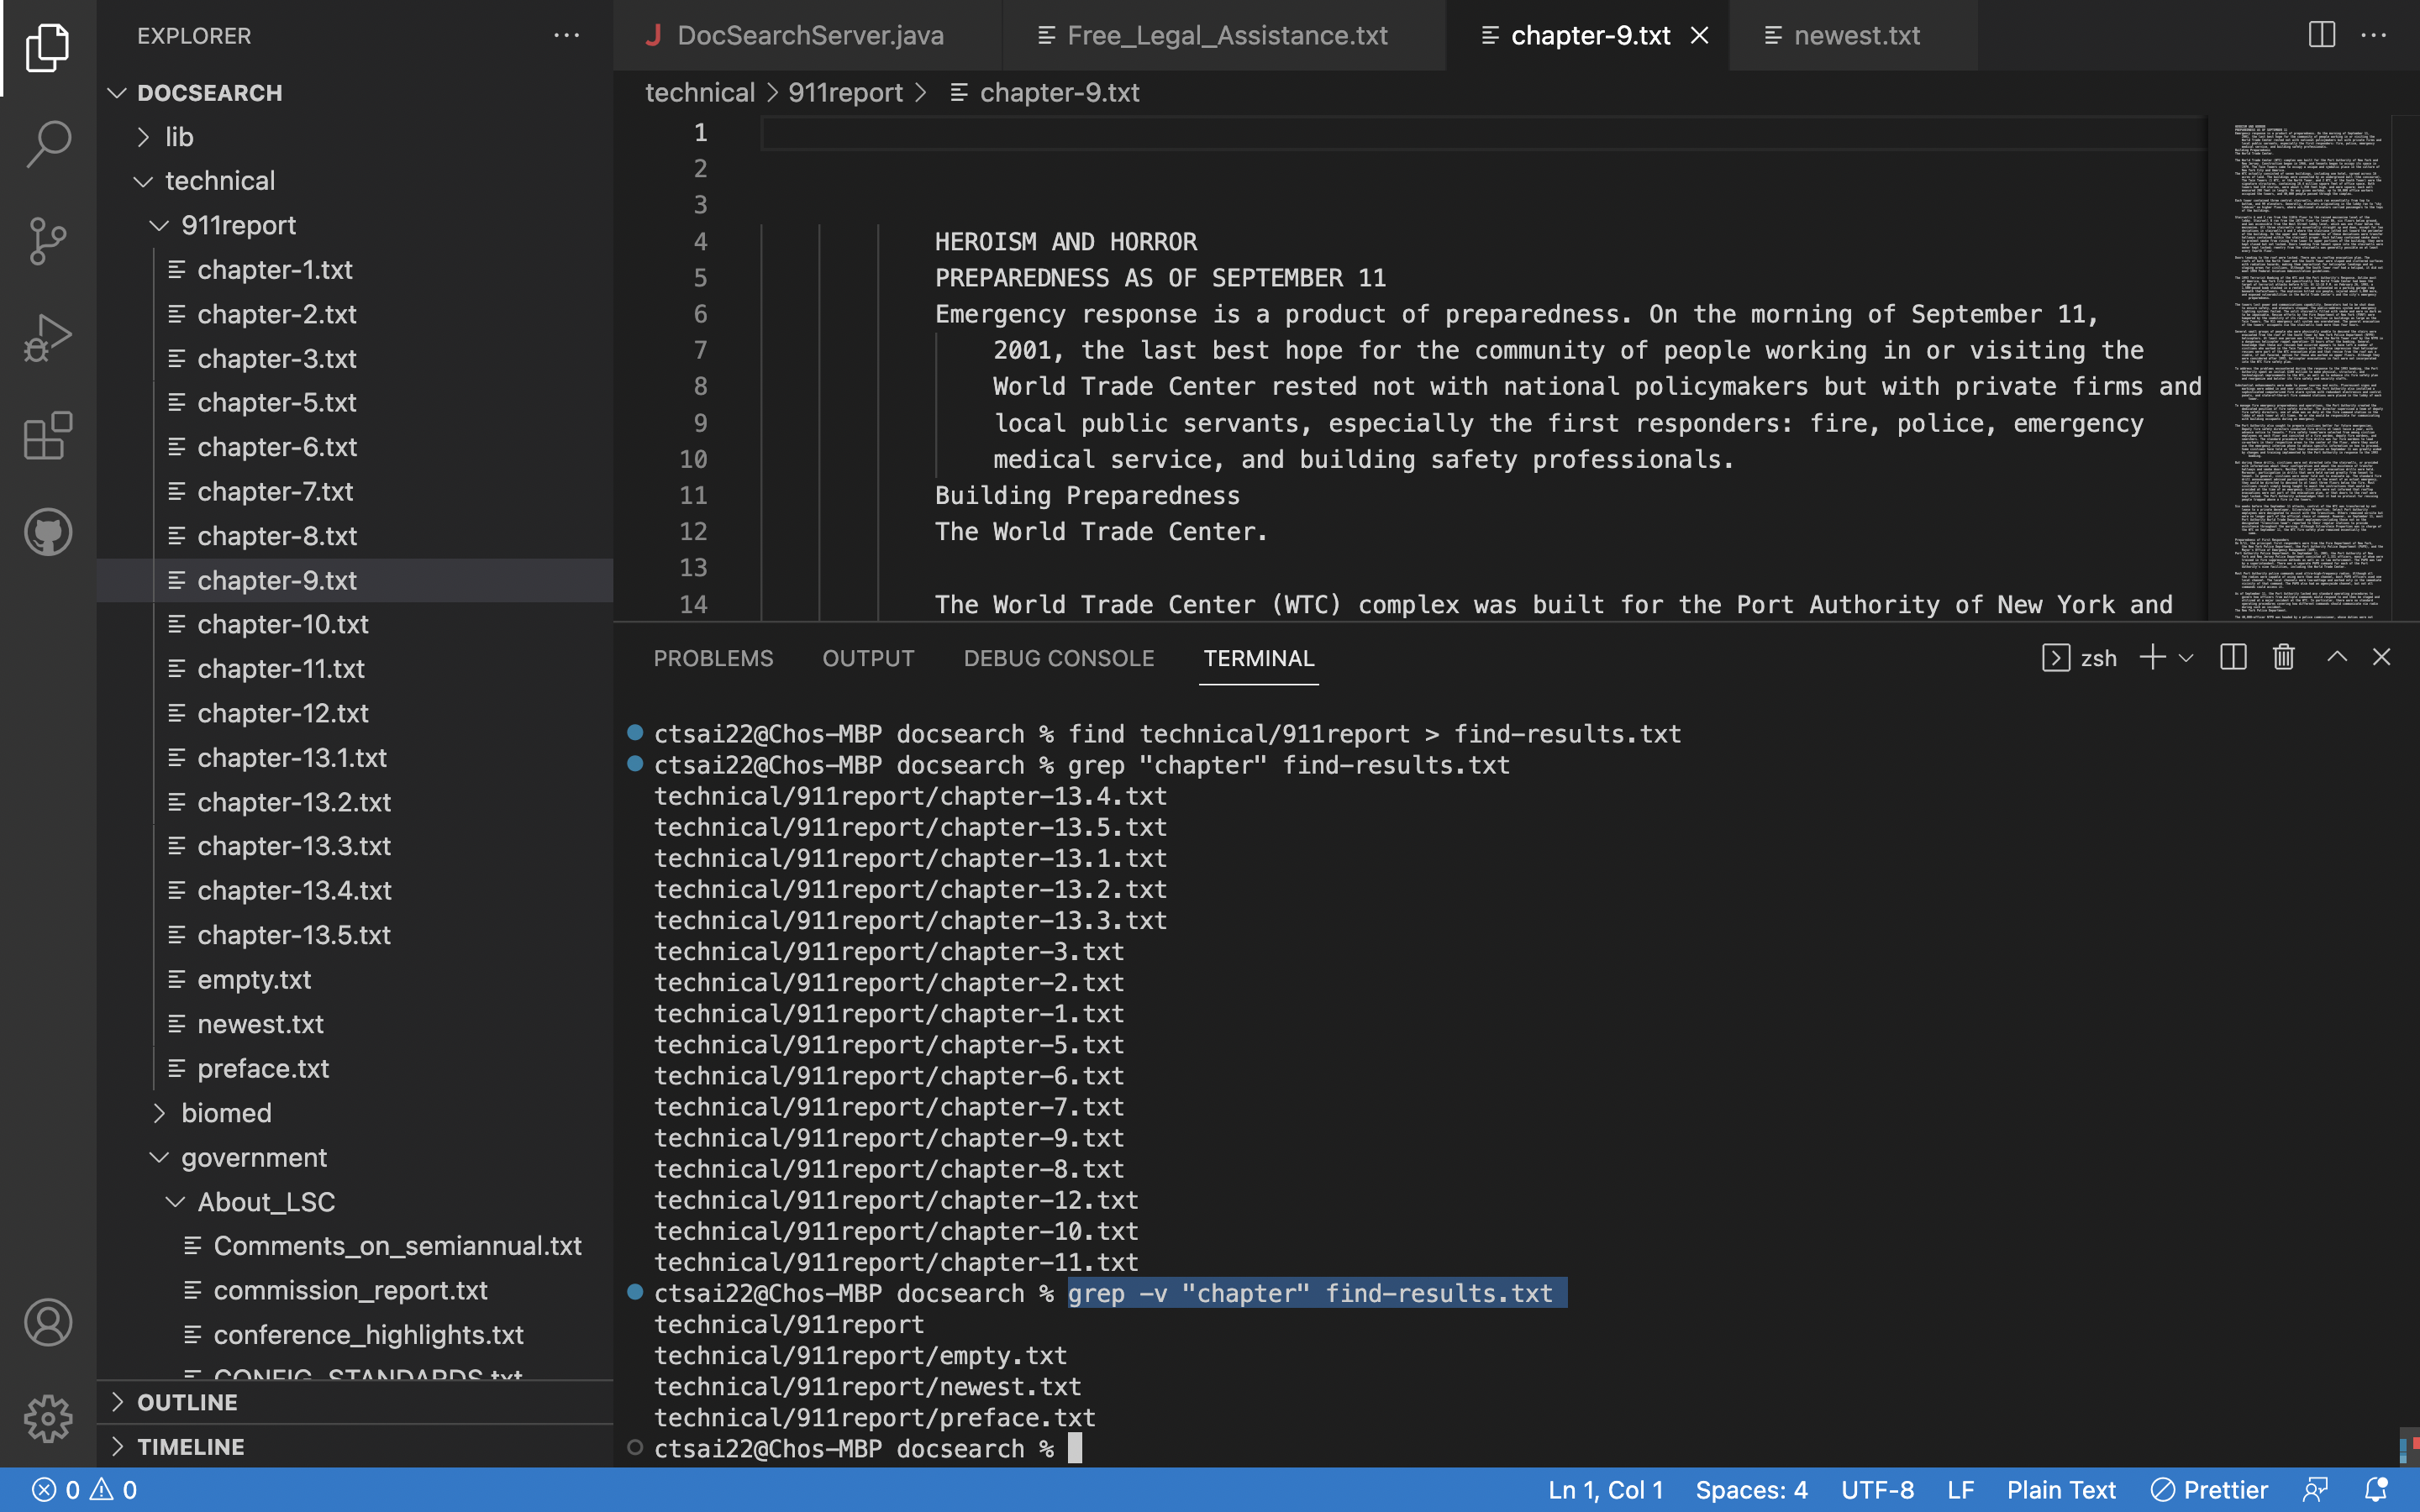 EXPLORER
DOCSEARCH
lib
technical
911report
chapter-1.txt
chapter-2.txt
chapter-3.txt
chapter-5.txt
chapter-6.txt
chapter-7.txt
chapter-8.txt
chapter-9.txt
chapter-10.txt
chapter-11.txt
chapter-12.txt
chapter-13.1.txt
chapter-13.2.txt
chapter-13.3.txt
chapter-13.4.txt
chapter-13.5.txt
empty.txt
newest.txt
preface.txt
biomed
government
About_LSC
Comments_on_semiannual.txt
commission_report.txt
conference_highlights.txt
CONFIG_STANDARDS.txt
OUTLINE
TIMELINE
DocSearchServer.java Free_Legal_Assistance.txt chapter-9.txt newest.txt
technical > 911report > chapter-9.txt
1
2
3
4 HEROISM AND HORROR
5 PREPAREDNESS AS OF SEPTEMBER 11
6 Emergency response is a product of preparedness. On the morning of September 11,
7 2001, the last best hope for the community of people working in or visiting the
8 World Trade Center rested not with national policymakers but with private firms and
9 local public servants, especially the first responders: fire, police, emergency
10 medical service, and building safety professionals.
11 Building Preparedness
12 The World Trade Center.
13
14 The World Trade Center (WTC) complex was built for the Port Authority of New York and
PROBLEMS OUTPUT DEBUG CONSOLE TERMINAL zsh
ctsai22@Chos-MBP docsearch % find technical/911report > find-results.txt
ctsai22@Chos-MBP docsearch % grep "chapter" find-results.txt
technical/911report/chapter-13.4.txt
technical/911report/chapter-13.5.txt
technical/911report/chapter-13.1.txt
technical/911report/chapter-13.2.txt
technical/911report/chapter-13.3.txt
technical/911report/chapter-3.txt
technical/911report/chapter-2.txt
technical/911report/chapter-1.txt
technical/911report/chapter-5.txt
technical/911report/chapter-6.txt
technical/911report/chapter-7.txt
technical/911report/chapter-9.txt
technical/911report/chapter-8.txt
technical/911report/chapter-12.txt
technical/911report/chapter-10.txt
technical/911report/chapter-11.txt
ctsai22@Chos-MBP docsearch % grep -v "chapter" find-results.txt
technical/911report
technical/911report/empty.txt
technical/911report/newest.txt
technical/911report/preface.txt
ctsai22@Chos-MBP docsearch %
0 0 Ln 1, Col 1 Spaces: 4 UTF-8 LF Plain Text Prettier